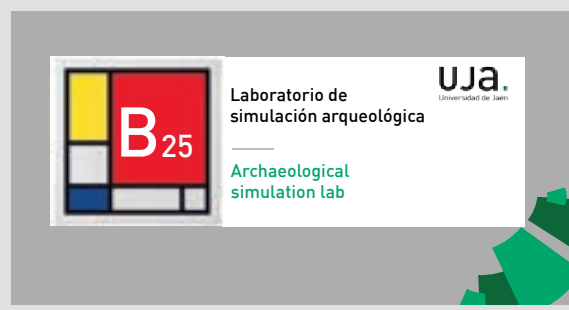 B25
Laboratorio de
simulación arqueológica
Archaeological
simulation lab
uja.
Universidad de Jaén